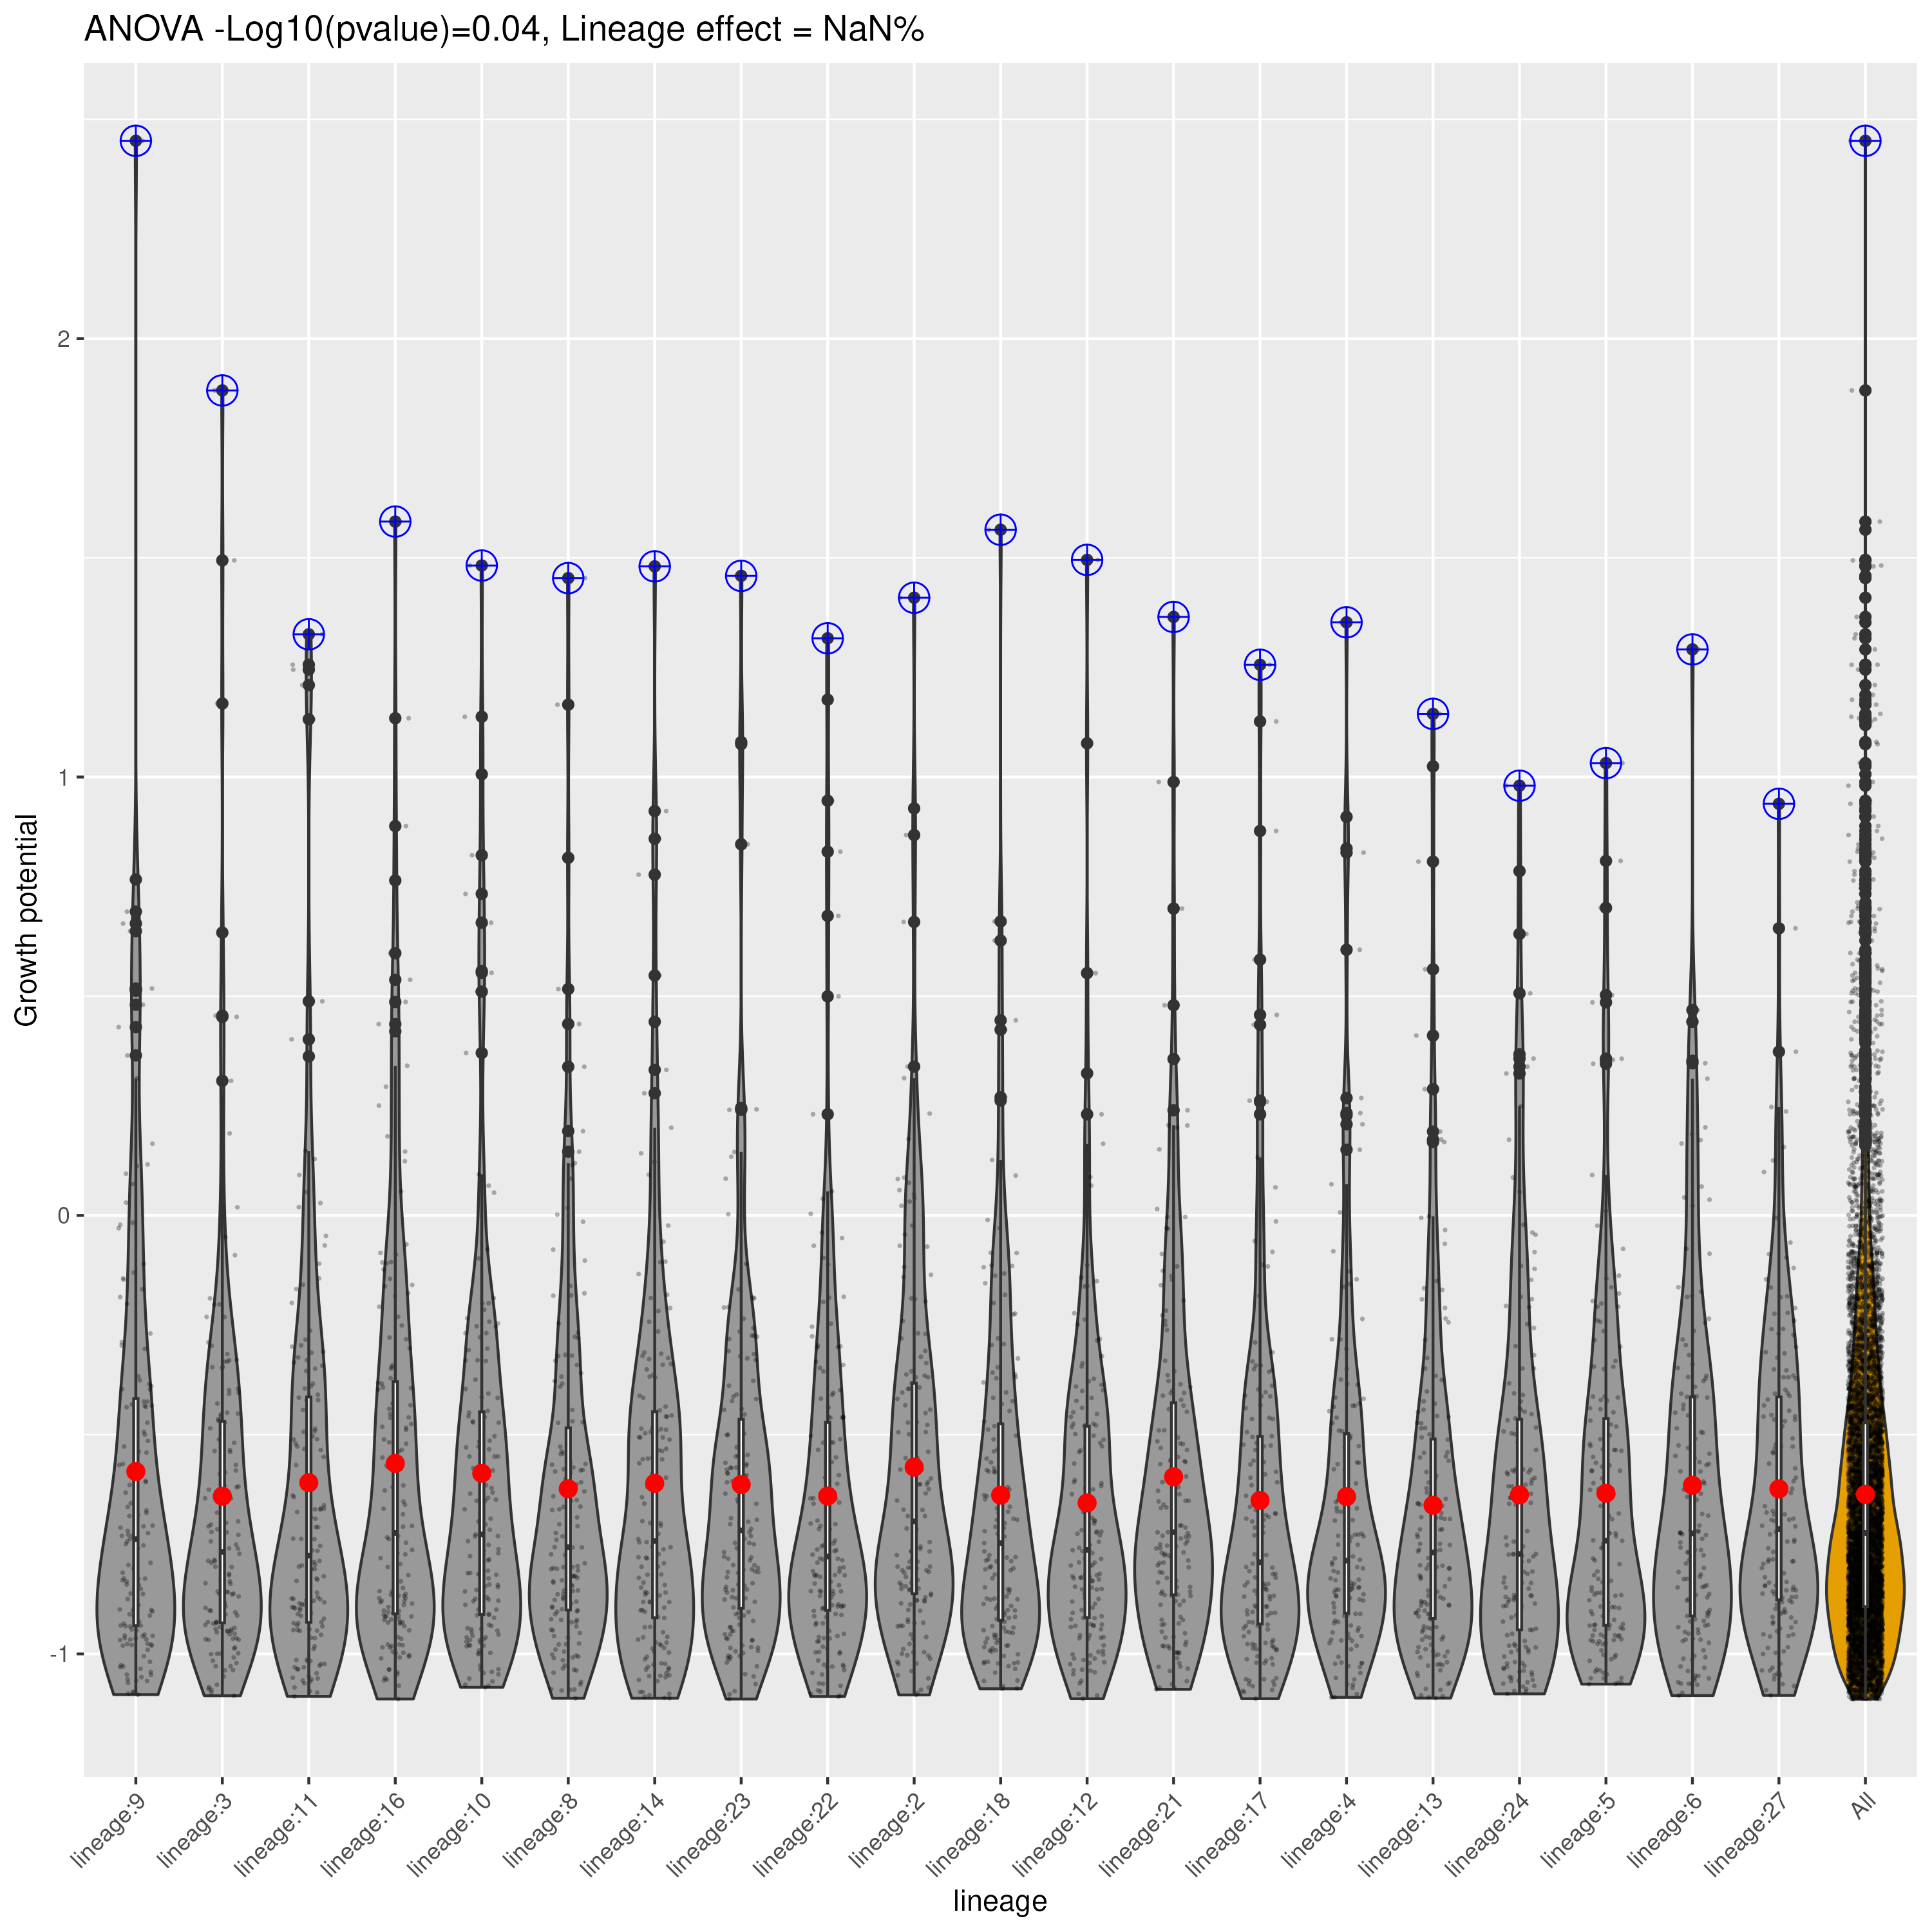 ANOVA -Log10(pvalue)=0.04, Lineage effect = NaN%
Growth potential
2
1
0
-1
lineage:9
lineage:3
lineage:11
lineage:16
lineage:10
lineage:8
lineage:14
lineage:23
lineage:22
lineage:2
lineage:18
lineage:12
lineage:21
lineage:17
lineage:4
lineage:13
lineage:24
lineage:5
lineage:6
lineage:27
All
lineage